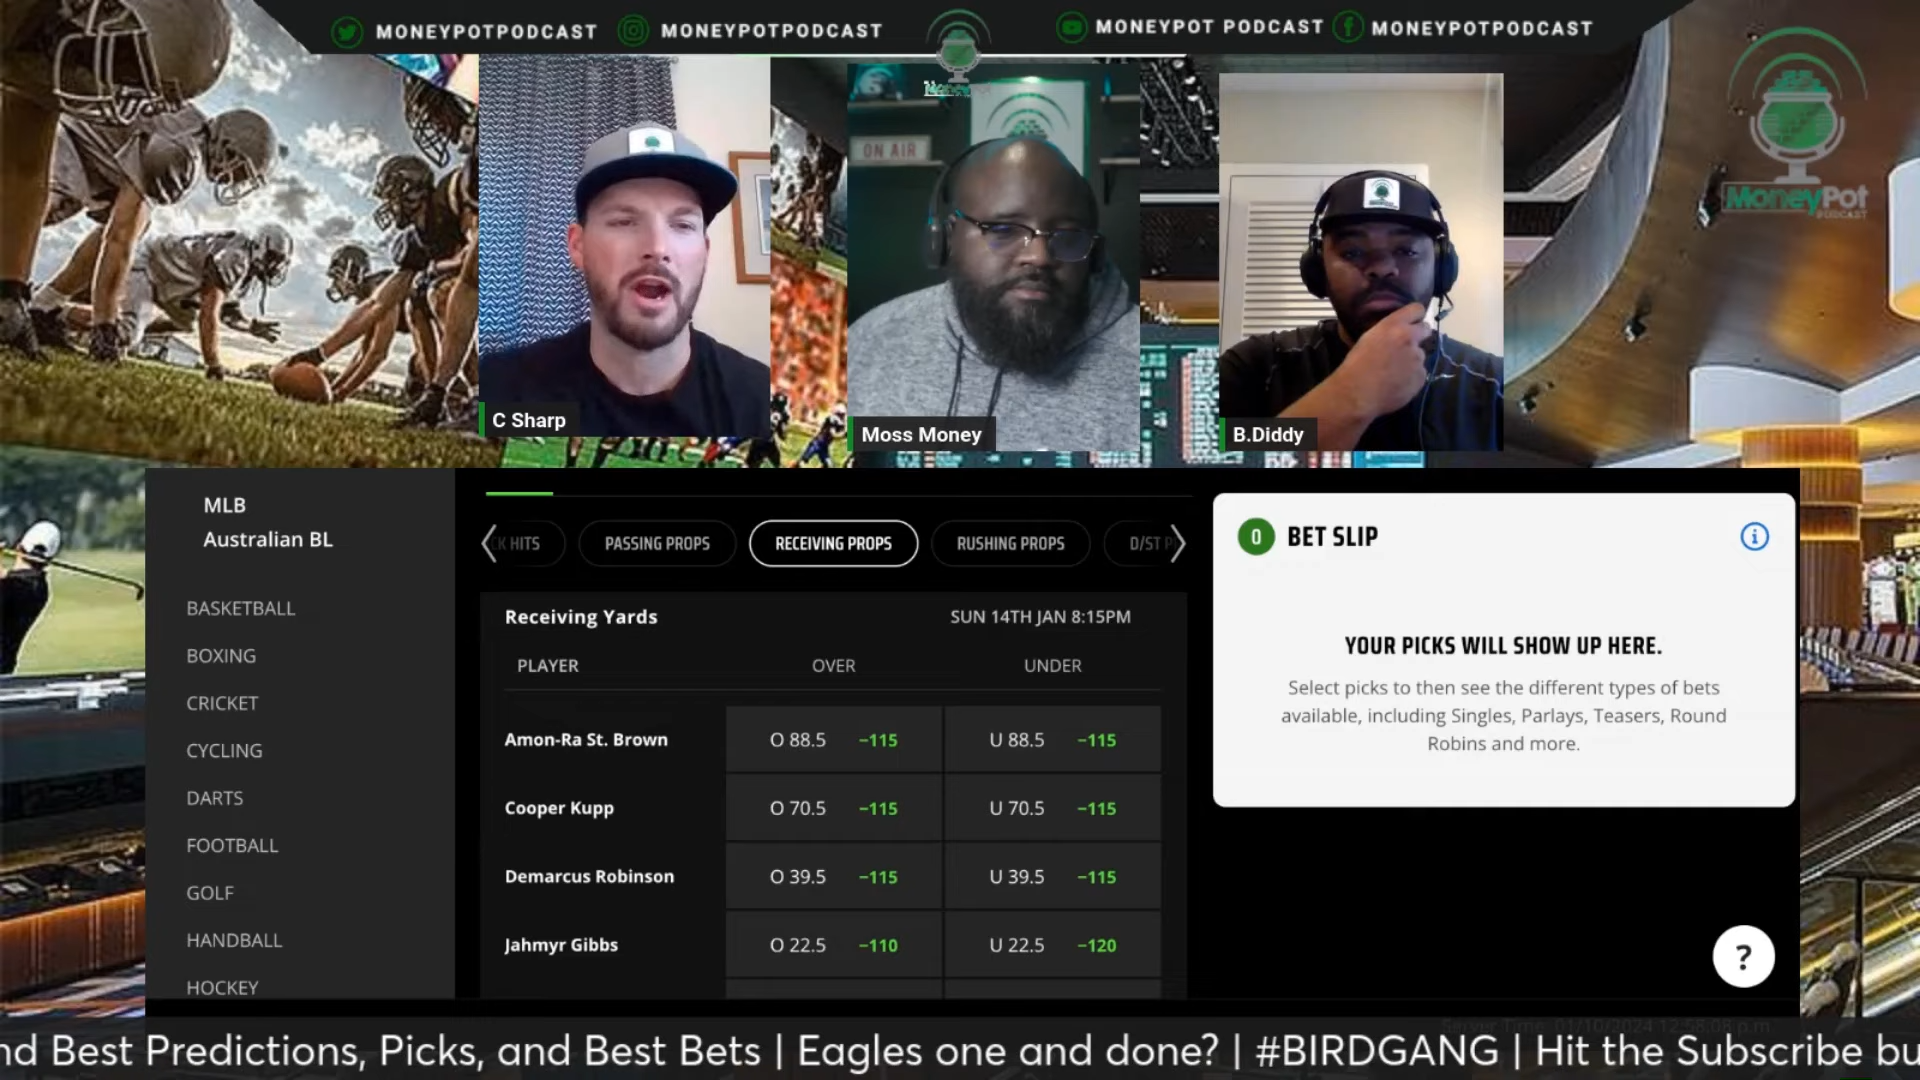 MONEYPOTPODCAST
MONEYPOTPODCAST
MONEYPOT PODCAST
MONEYPOTPODCAST
MoneyPot
PODCAST
ON AIR
C Sharp
Moss Money
B.Diddy
MLB
Australian BL
BASKETBALL
BOXING
CRICKET
CYCLING
DARTS
FOOTBALL
GOLF
HANDBALL
HOCKEY
CK HITS
PASSING PROPS
RECEIVING PROPS
RUSHING PROPS
D/ST P
Receiving Yards SUN 14TH JAN 8:15PM
PLAYER OVER UNDER
Amon-Ra St. Brown O 88.5 −115 U 88.5 −115
Cooper Kupp O 70.5 −115 U 70.5 −115
Demarcus Robinson O 39.5 −115 U 39.5 −115
Jahmyr Gibbs O 22.5 −110 U 22.5 −120
0 BET SLIP i
YOUR PICKS WILL SHOW UP HERE.
Select picks to then see the different types of bets
available, including Singles, Parlays, Teasers, Round
Robins and more.
?
nd Best Predictions, Picks, and Best Bets | Eagles one and done? | #BIRDGANG | Hit the Subscribe bu